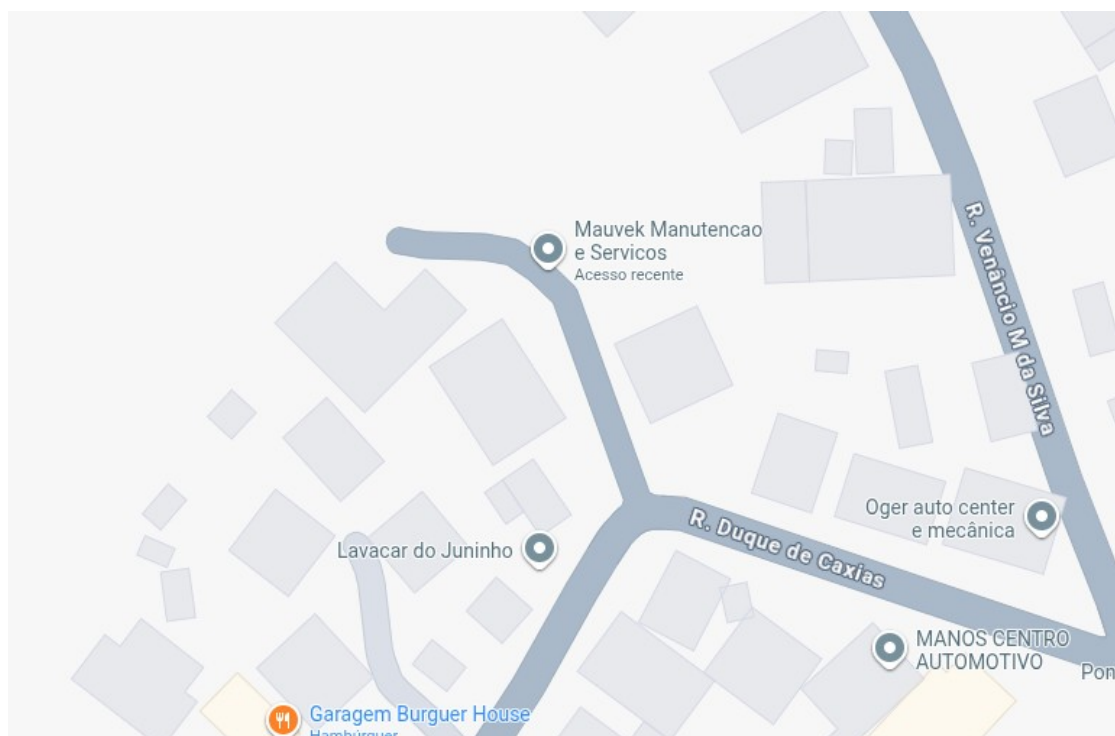 Mauvek Manutencao
e Servicos
Acesso recente
R. Venâncio M da Silva
Oger auto center
e mecânica
R. Duque de Caxias
Lavacar do Juninho
MANOS CENTRO
AUTOMOTIVO
Garagem Burguer House
Hambúrguer